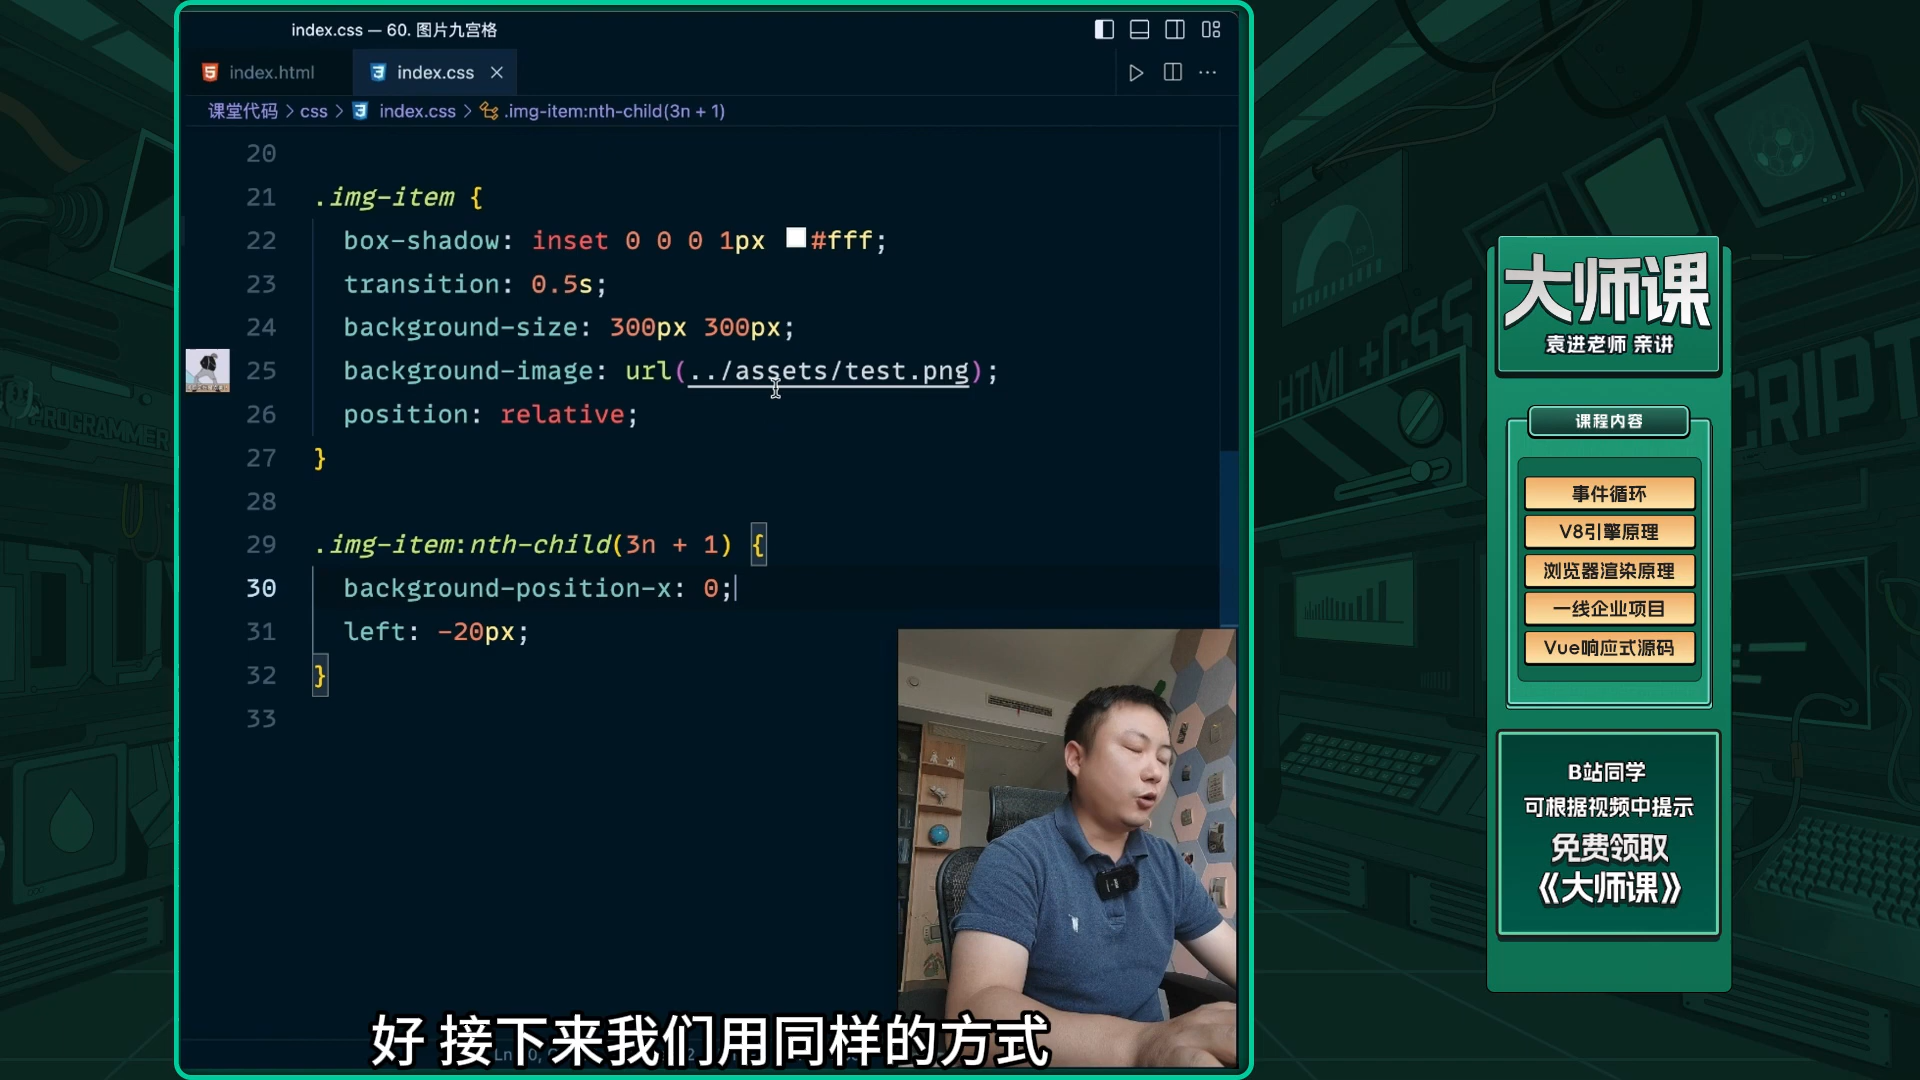 index.css — 60. 图片九宫格
index.html
index.css
课堂代码 > css > index.css > .img-item:nth-child(3n + 1)
20
21 .img-item {
22 box-shadow: inset 0 0 0 1px #fff;
23 transition: 0.5s;
24 background-size: 300px 300px;
25 background-image: url(../assets/test.png);
26 position: relative;
27 }
28
29 .img-item:nth-child(3n + 1) {
30 background-position-x: 0;
31 left: -20px;
32 }
33
好 接下来我们用同样的方式
大师课
袁进老师 亲讲
课程内容
事件循环
V8引擎原理
浏览器渲染原理
一线企业项目
Vue响应式源码
B站同学
可根据视频中提示
免费领取
《大师课》
PROGRAMMER
HTML+CSS